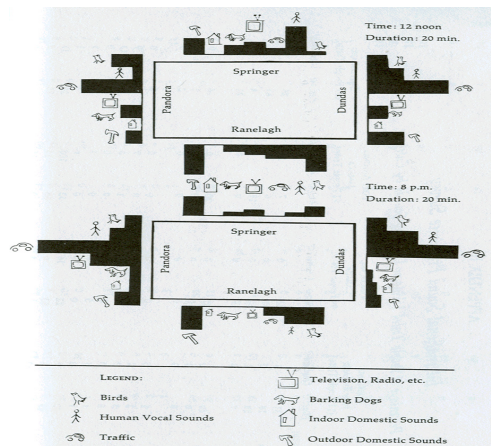 Time: 12 noon
Duration: 20 min.
Springer
Pandora
Dundas
Ranelagh
Time: 8 p.m.
Duration: 20 min.
Springer
Pandora
Dundas
Ranelagh
LEGEND:
Television, Radio, etc.
Birds
Barking Dogs
Human Vocal Sounds
Indoor Domestic Sounds
Traffic
Outdoor Domestic Sounds